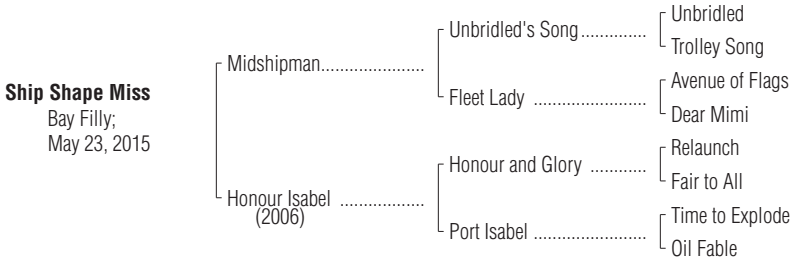 Ship Shape Miss
Bay Filly;
May 23, 2015
Midshipman.....................
Honour Isabel ..................
(2006)
Unbridled's Song..............
Fleet Lady ........................
Honour and Glory ............
Port Isabel ........................
Unbridled
Trolley Song
Avenue of Flags
Dear Mimi
Relaunch
Fair to All
Time to Explode
Oil Fable